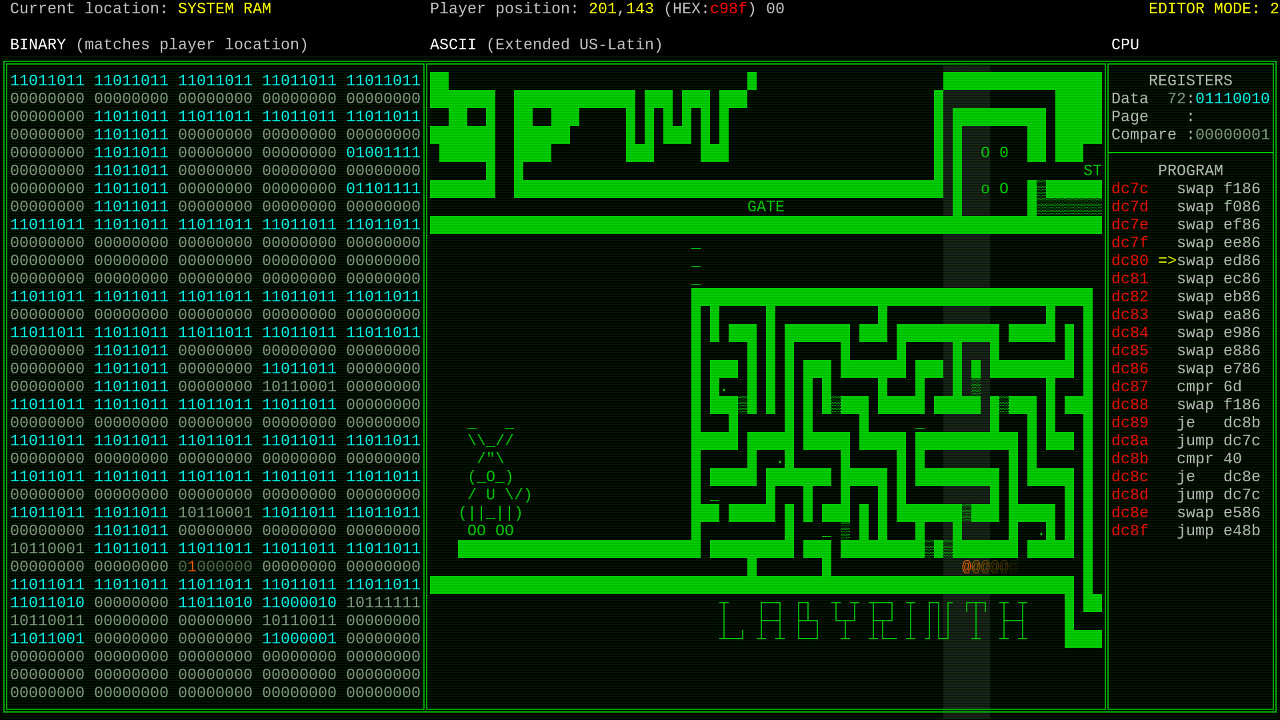 Current location: SYSTEM RAM
Player position: 201,143 (HEX:c98f) 00
EDITOR MODE: 2
BINARY (matches player location)
11011011 11011011 11011011 11011011 11011011
00000000 00000000 00000000 00000000 00000000
00000000 11011011 11011011 11011011 11011011
00000000 11011011 00000000 00000000 00000000
00000000 11011011 00000000 00000000 01001111
00000000 11011011 00000000 00000000 00000000
00000000 11011011 00000000 00000000 01101111
00000000 11011011 00000000 00000000 00000000
11011011 11011011 11011011 11011011 11011011
00000000 00000000 00000000 00000000 00000000
00000000 00000000 00000000 00000000 00000000
00000000 00000000 00000000 00000000 00000000
11011011 11011011 11011011 11011011 11011011
00000000 00000000 00000000 00000000 00000000
11011011 11011011 11011011 11011011 11011011
00000000 11011011 00000000 00000000 00000000
00000000 11011011 00000000 11011011 00000000
00000000 11011011 00000000 10110001 00000000
11011011 11011011 11011011 11011011 00000000
00000000 00000000 00000000 00000000 00000000
11011011 11011011 11011011 11011011 11011011
00000000 00000000 00000000 00000000 00000000
11011011 11011011 11011011 11011011 11011011
00000000 00000000 00000000 00000000 00000000
11011011 11011011 10110001 11011011 11011011
00000000 11011011 00000000 00000000 00000000
10110001 11011011 11011011 11011011 11011011
00000000 00000000 01000000 00000000 00000000
11011011 11011011 11011011 11011011 11011011
11011010 00000000 11011010 11000010 10111111
10110011 00000000 00000000 10110011 00000000
11011001 00000000 00000000 11000001 00000000
00000000 00000000 00000000 00000000 00000000
00000000 00000000 00000000 00000000 00000000
00000000 00000000 00000000 00000000 00000000
ASCII (Extended US-Latin)
O 0
ST
o O
GATE
_   _
\\_//
/"\
(_O_)
/ U \/)
(||_||)
OO OO
@@@@@@
LABYRINTH
CPU
REGISTERS
Data 72:01110010
Page :
Compare :00000001
PROGRAM
dc7c swap f186
dc7d swap f086
dc7e swap ef86
dc7f swap ee86
dc80 =>swap ed86
dc81 swap ec86
dc82 swap eb86
dc83 swap ea86
dc84 swap e986
dc85 swap e886
dc86 swap e786
dc87 cmpr 6d
dc88 swap f186
dc89 je dc8b
dc8a jump dc7c
dc8b cmpr 40
dc8c je dc8e
dc8d jump dc7c
dc8e swap e586
dc8f jump e48b